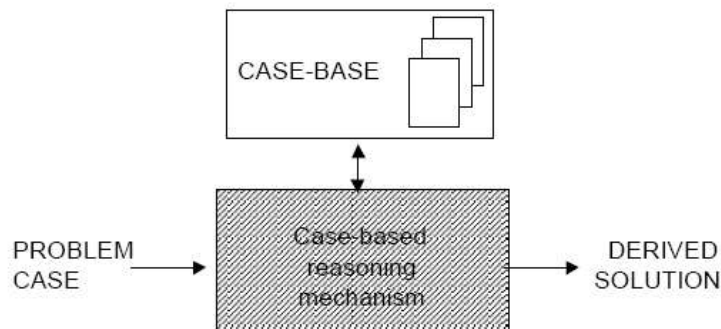 CASE-BASE
PROBLEM
CASE
Case-based
reasoning
mechanism
DERIVED
SOLUTION